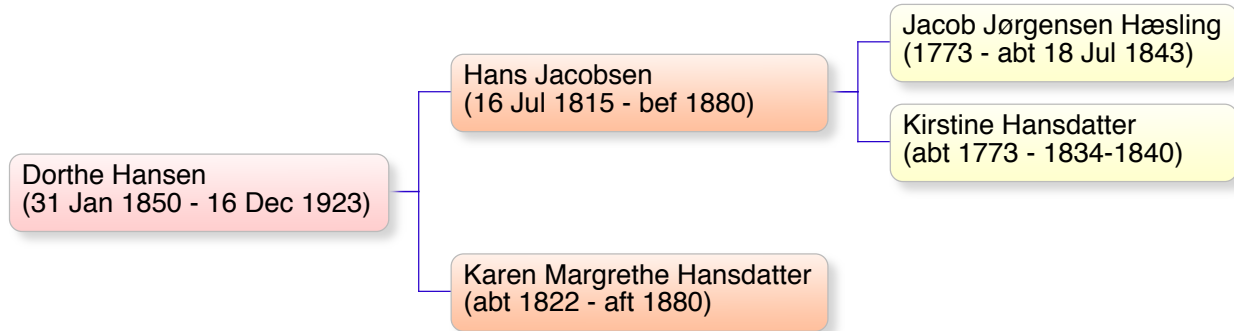 Jacob Jørgensen Hæsling
(1773 - abt 18 Jul 1843)
Hans Jacobsen
(16 Jul 1815 - bef 1880)
Kirstine Hansdatter
(abt 1773 - 1834-1840)
Dorthe Hansen
(31 Jan 1850 - 16 Dec 1923)
Karen Margrethe Hansdatter
(abt 1822 - aft 1880)